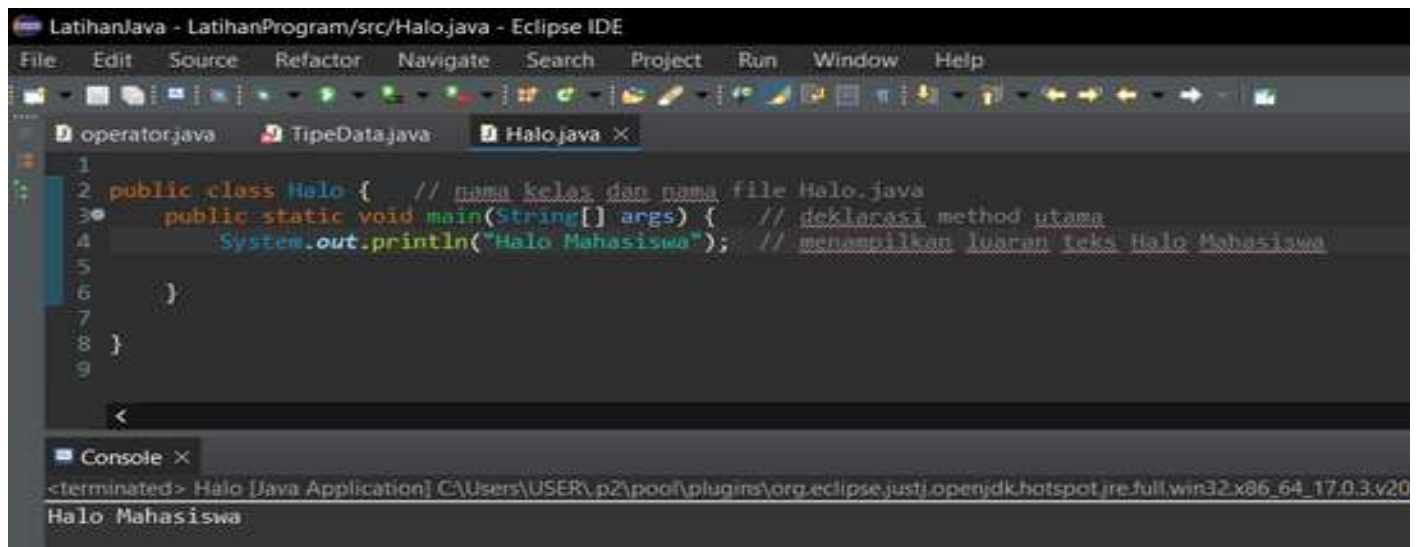 LatihanJava - LatihanProgram/src/Halo.java - Eclipse IDE
File Edit Source Refactor Navigate Search Project Run Window Help
operator.java TipeData.java Halo.java
1
2 public class Halo { // nama kelas dan nama file Halo.java
3 public static void main(String[] args) { // deklarasi method utama
4 System.out.println("Halo Mahasiswa"); // menampilkan luaran teks Halo Mahasiswa
5
6 }
7
8 }
9
Console
<terminated> Halo [Java Application] C:\Users\USER\.p2\pool\plugins\org.eclipse.justj.openjdk.hotspot.jre.full.win32.x86_64_17.0.3.v20
Halo Mahasiswa